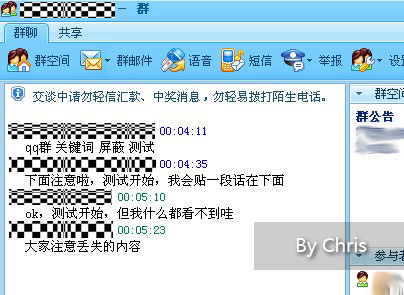 — 群
群聊 共享
群空间 群邮件 语音 短信 举报 设
交谈中请勿轻信汇款、中奖消息，勿轻易拨打陌生电话。
群空间
群公告
00:04:11
qq群 关键词 屏蔽 测试
00:04:35
下面注意啦，测试开始，我会贴一段话在下面
00:05:10
ok，测试开始，但我什么都看不到哇
00:05:23
大家注意丢失的内容
By Chris
参与者